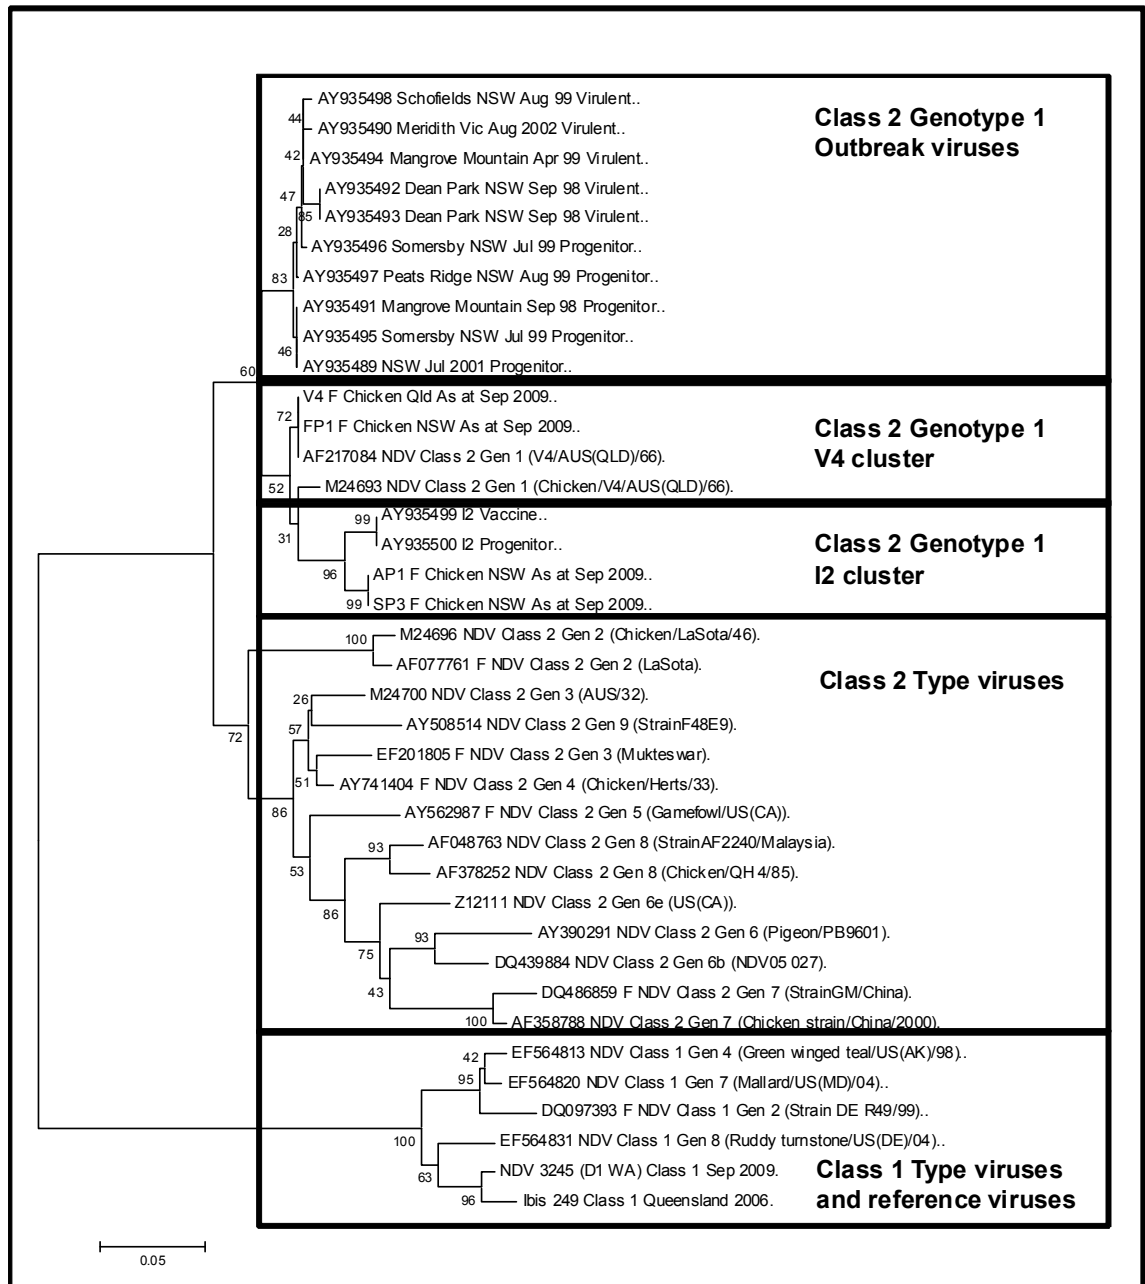 AY935498 Schofields NSW Aug 99 Virulent..
44
Class 2 Genotype 1
Outbreak viruses
AY935490 Meridith Vic Aug 2002 Virulent..
42
AY935494 Mangrove Mountain Apr 99 Virulent..
AY935492 Dean Park NSW Sep 98 Virulent..
47
85
AY935493 Dean Park NSW Sep 98 Virulent..
28
AY935496 Somersby NSW Jul 99 Progenitor..
83
AY935497 Peats Ridge NSW Aug 99 Progenitor..
AY935491 Mangrove Mountain Sep 98 Progenitor..
AY935495 Somersby NSW Jul 99 Progenitor..
46
AY935489 NSW Jul 2001 Progenitor..
60
V4 F Chicken Qld As at Sep 2009..
72
Class 2 Genotype 1
V4 cluster
FP1 F Chicken NSW As at Sep 2009..
AF217084 NDV Class 2 Gen 1 (V4/AUS(QLD)/66).
52
M24693 NDV Class 2 Gen 1 (Chicken/V4/AUS(QLD)/66).
99
AY935499 I2 Vaccine..
31
Class 2 Genotype 1
I2 cluster
AY935500 I2 Progenitor..
96
AP1 F Chicken NSW As at Sep 2009..
99
SP3 F Chicken NSW As at Sep 2009..
100
M24696 NDV Class 2 Gen 2 (Chicken/LaSota/46).
AF077761 F NDV Class 2 Gen 2 (LaSota).
Class 2 Type viruses
26
M24700 NDV Class 2 Gen 3 (AUS/32).
72
57
AY508514 NDV Class 2 Gen 9 (StrainF48E9).
EF201805 F NDV Class 2 Gen 3 (Mukteswar).
51
AY741404 F NDV Class 2 Gen 4 (Chicken/Herts/33).
86
AY562987 F NDV Class 2 Gen 5 (Gamefowl/US(CA)).
93
AF048763 NDV Class 2 Gen 8 (StrainAF2240/Malaysia).
53
AF378252 NDV Class 2 Gen 8 (Chicken/QH 4/85).
86
Z12111 NDV Class 2 Gen 6e (US(CA)).
93
AY390291 NDV Class 2 Gen 6 (Pigeon/PB9601).
75
DQ439884 NDV Class 2 Gen 6b (NDV05 027).
43
DQ486859 F NDV Class 2 Gen 7 (StrainGM/China).
100
AF358788 NDV Class 2 Gen 7 (Chicken strain/China/2000).
42
EF564813 NDV Class 1 Gen 4 (Green winged teal/US(AK)/98)..
95
EF564820 NDV Class 1 Gen 7 (Mallard/US(MD)/04)..
DQ097393 F NDV Class 1 Gen 2 (Strain DE R49/99)..
100
EF564831 NDV Class 1 Gen 8 (Ruddy turnstone/US(DE)/04)..
63
NDV 3245 (D1 WA) Class 1 Sep 2009.
Class 1 Type viruses
and reference viruses
96
Ibis 249 Class 1 Queensland 2006.
0.05